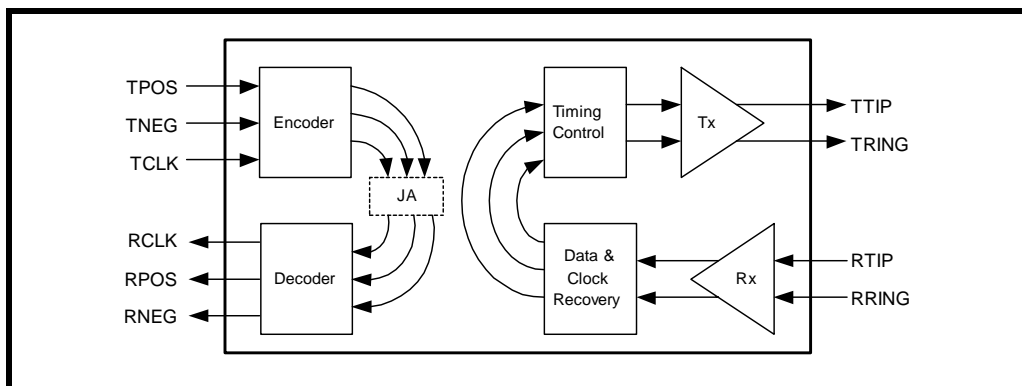 TPOS
TNEG
TCLK
Encoder
JA
RCLK
RPOS
RNEG
Decoder
Timing
Control
Tx
TTIP
TRING
Data &
Clock
Recovery
Rx
RTIP
RRING